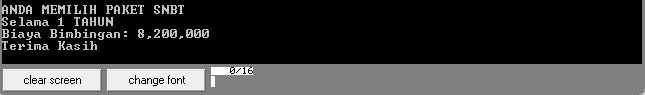 ANDA MEMILIH PAKET SNBT
Selama 1 TAHUN
Biaya Bimbingan: 8,200,000
Terima Kasih
clear screen
change font
0/16